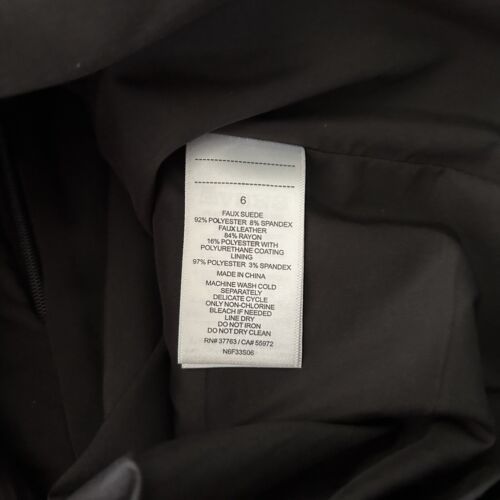 6
FAUX SUEDE
92% POLYESTER 8% SPANDEX
FAUX LEATHER
84% RAYON
16% POLYESTER WITH
POLYURETHANE COATING
LINING
97% POLYESTER 3% SPANDEX
MADE IN CHINA
MACHINE WASH COLD
SEPARATELY
DELICATE CYCLE
ONLY NON-CHLORINE
BLEACH IF NEEDED
LINE DRY
DO NOT IRON
DO NOT DRY CLEAN
RN# 37763 / CA# 55972
N6F33S06